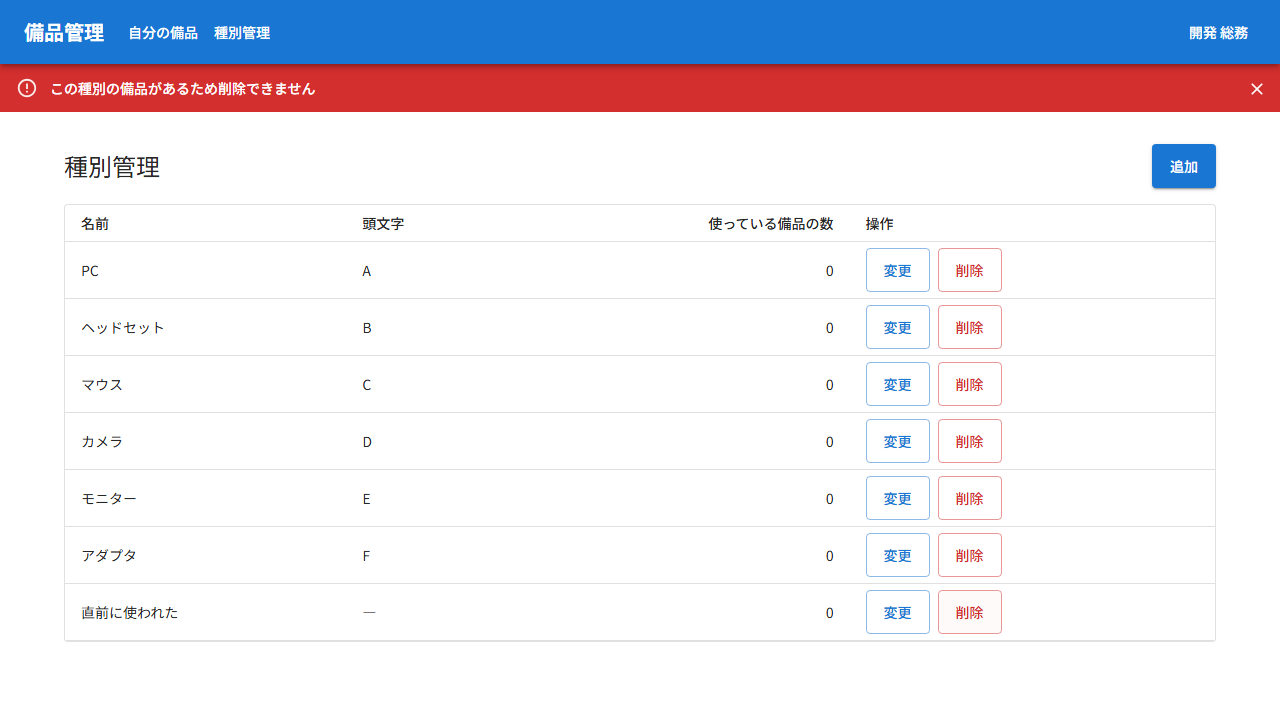 備品管理 自分の備品 種別管理 開発 総務
この種別の備品があるため削除できません
種別管理 追加
名前 頭文字 使っている備品の数 操作
PC A 0 変更 削除
ヘッドセット B 0 変更 削除
マウス C 0 変更 削除
カメラ D 0 変更 削除
モニター E 0 変更 削除
アダプタ F 0 変更 削除
直前に使われた — 0 変更 削除